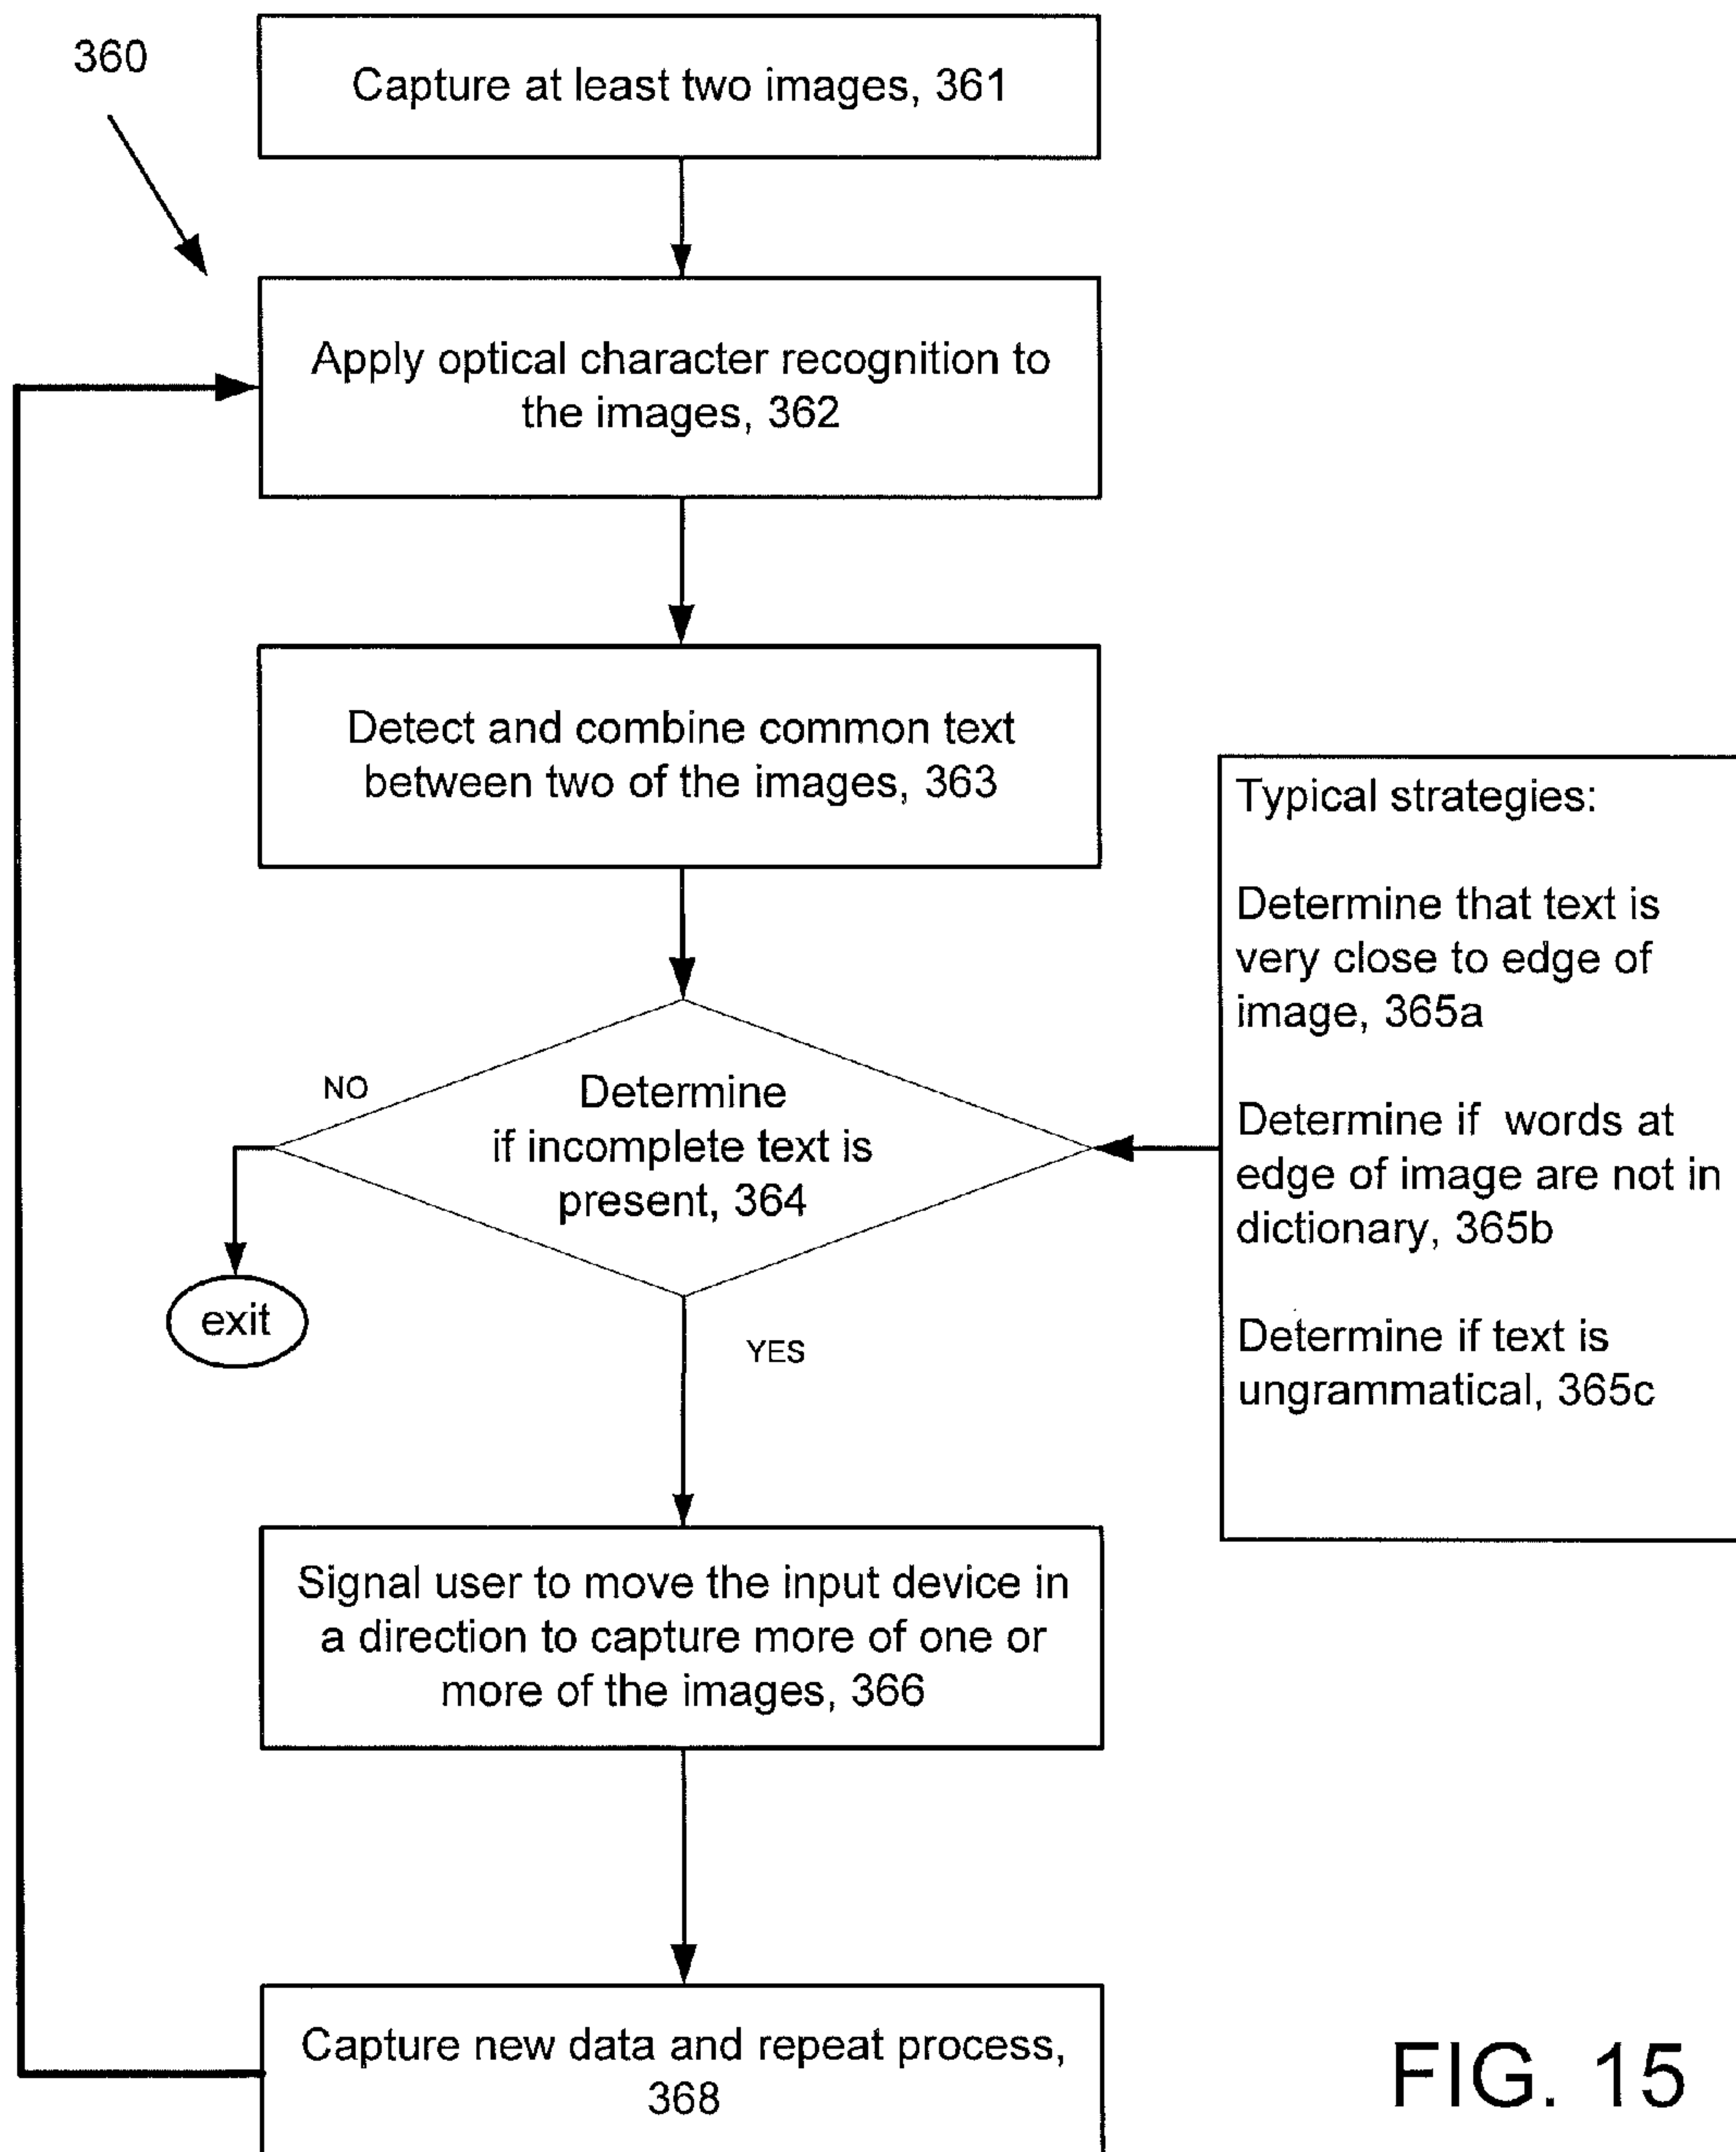 360
Capture at least two images, 361
Apply optical character recognition to
the images, 362
Detect and combine common text
between two of the images, 363
Typical strategies:
Determine that text is
very close to edge of
image, 365a
Determine if words at
edge of image are not in
dictionary, 365b
Determine if text is
ungrammatical, 365c
NO
Determine
if incomplete text is
present, 364
exit
YES
Signal user to move the input device in
a direction to capture more of one or
more of the images, 366
Capture new data and repeat process,
368
FIG. 15